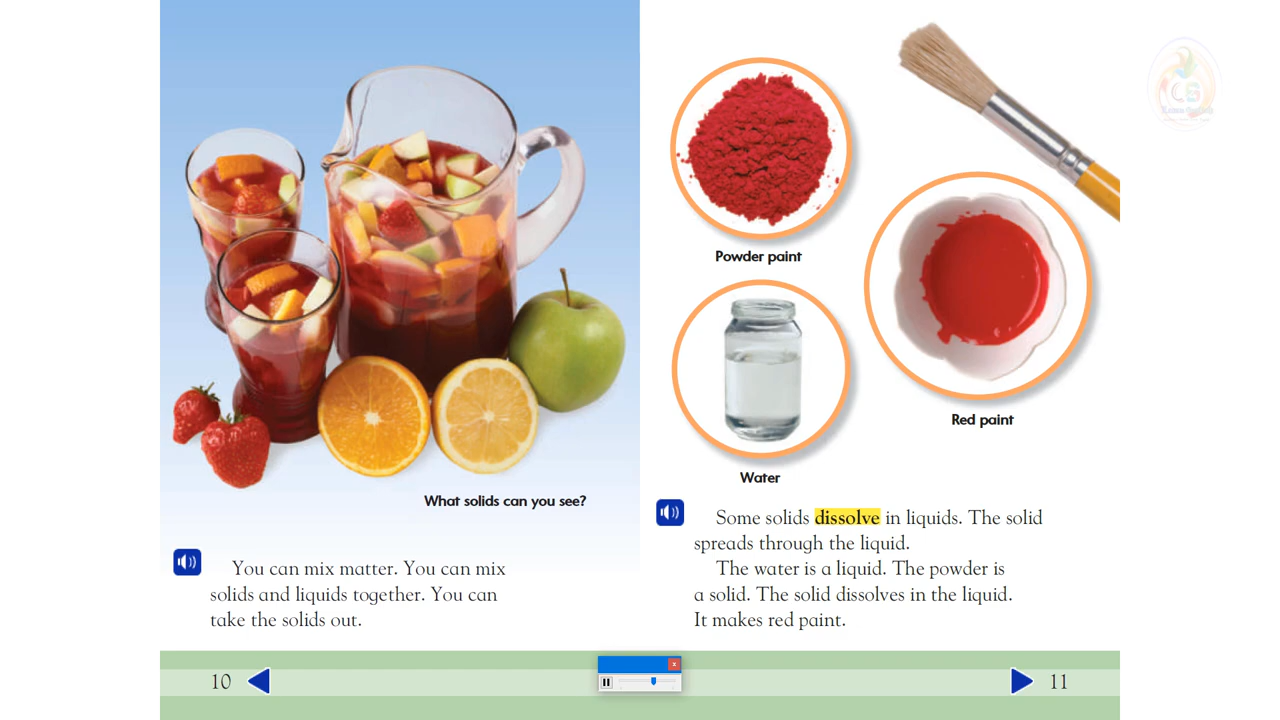 What solids can you see?
You can mix matter. You can mix
solids and liquids together. You can
take the solids out.
10
Powder paint
Water
Red paint
Some solids dissolve in liquids. The solid
spreads through the liquid.
The water is a liquid. The powder is
a solid. The solid dissolves in the liquid.
It makes red paint.
11